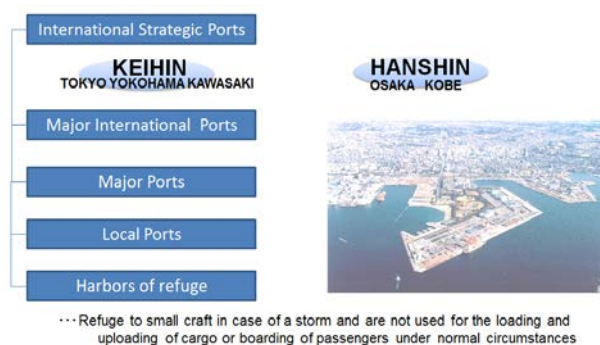 International Strategic Ports
KEIHIN
TOKYO YOKOHAMA KAWASAKI
HANSHIN
OSAKA KOBE
Major International Ports
Major Ports
Local Ports
Harbors of refuge
･･･Refuge to small craft in case of a storm and are not used for the loading and
uploading of cargo or boarding of passengers under normal circumstances